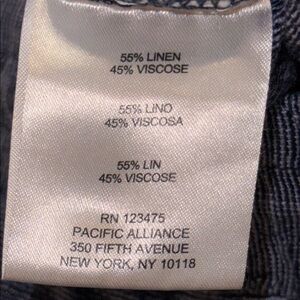 55% LINEN
45% VISCOSE
55% LINO
45% VISCOSA
55% LIN
45% VISCOSE
RN 123475
PACIFIC ALLIANCE
350 FIFTH AVENUE
NEW YORK, NY 10118